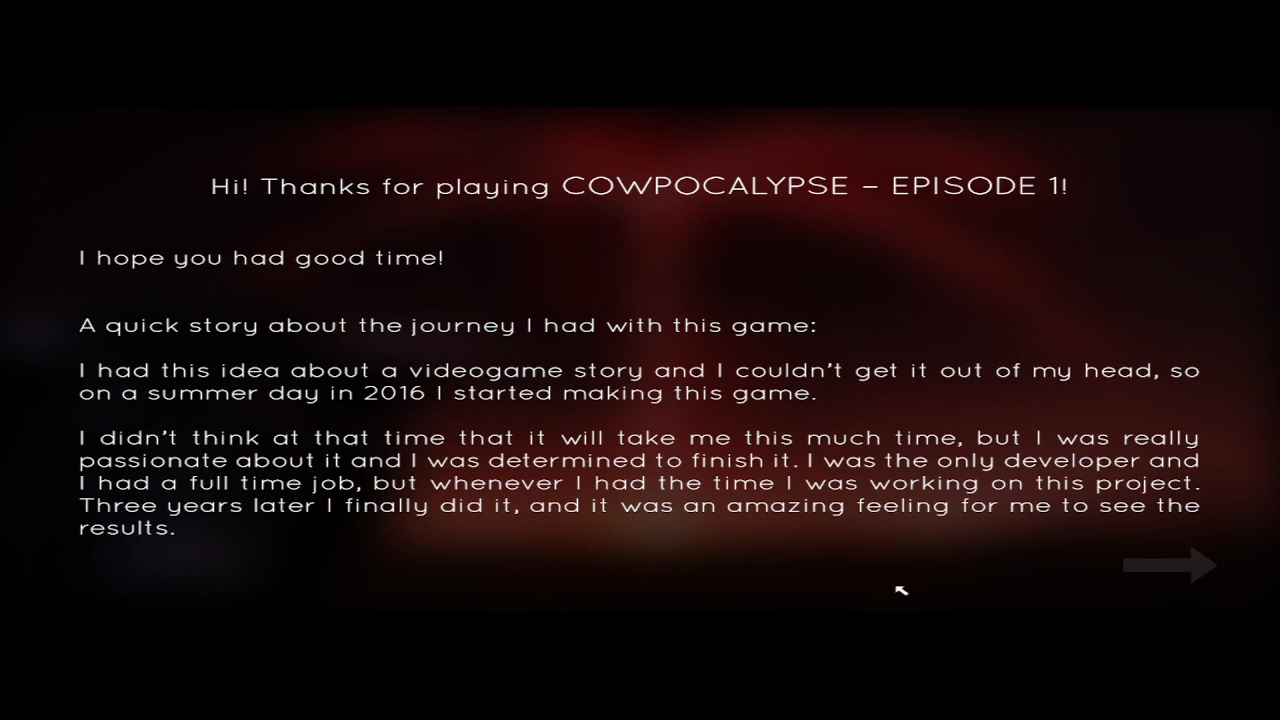 Hi! Thanks for playing COWPOCALYPSE – EPISODE 1!
I hope you had good time!
A quick story about the journey I had with this game:
I had this idea about a videogame story and I couldn't get it out of my head, so
on a summer day in 2016 I started making this game.
I didn't think at that time that it will take me this much time, but I was really
passionate about it and I was determined to finish it. I was the only developer and
I had a full time job, but whenever I had the time I was working on this project.
Three years later I finally did it, and it was an amazing feeling for me to see the
results.